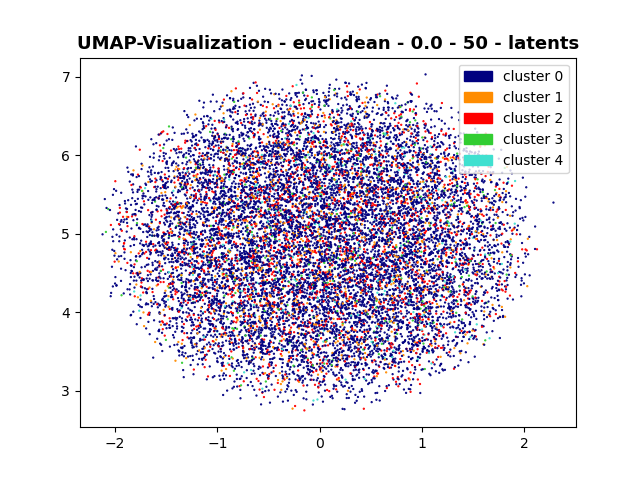 UMAP-Visualization - euclidean - 0.0 - 50 - latents
7
6
5
4
3
−2
−1
0
1
2
cluster 0
cluster 1
cluster 2
cluster 3
cluster 4